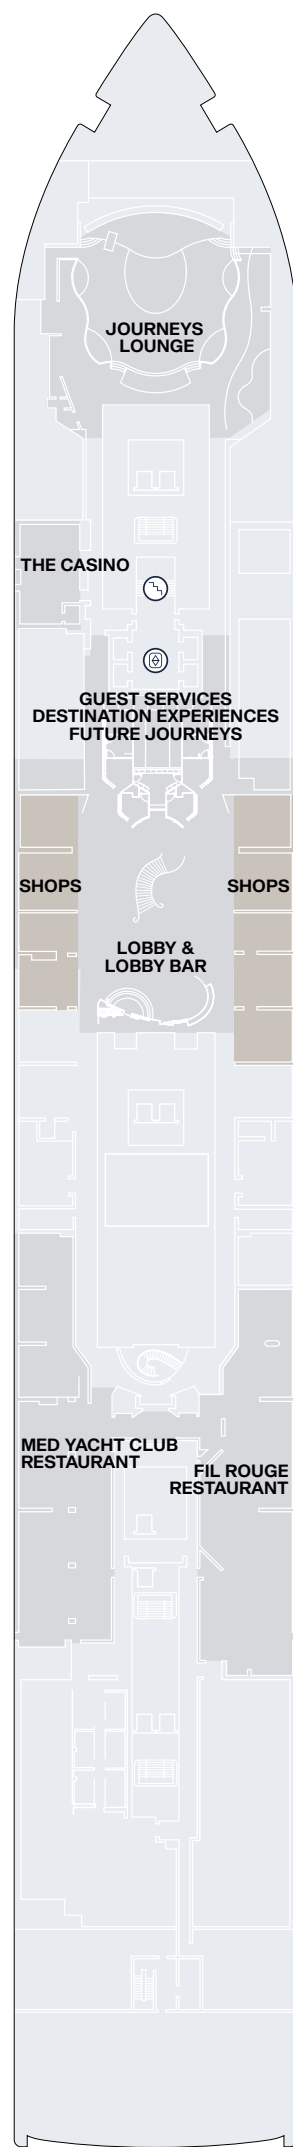 JOURNEYS
LOUNGE
THE CASINO
GUEST SERVICES
DESTINATION EXPERIENCES
FUTURE JOURNEYS
SHOPS
SHOPS
LOBBY &
LOBBY BAR
MED YACHT CLUB
RESTAURANT
FIL ROUGE
RESTAURANT